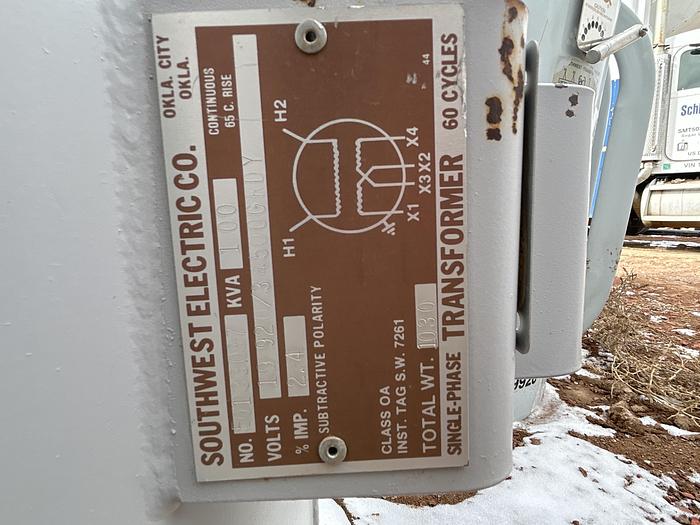 SOUTHWEST ELECTRIC CO. OKLA. CITY OKLA.
NO. KVA 100 CONTINUOUS 65 C. RISE
VOLTS
% IMP. 2.4
SUBTRACTIVE POLARITY
H1 H2
X1 X3 X2 X4
CLASS OA
INST. TAG S.W. 7261
44
TOTAL WT. 1030
SINGLE-PHASE TRANSFORMER 60 CYCLES